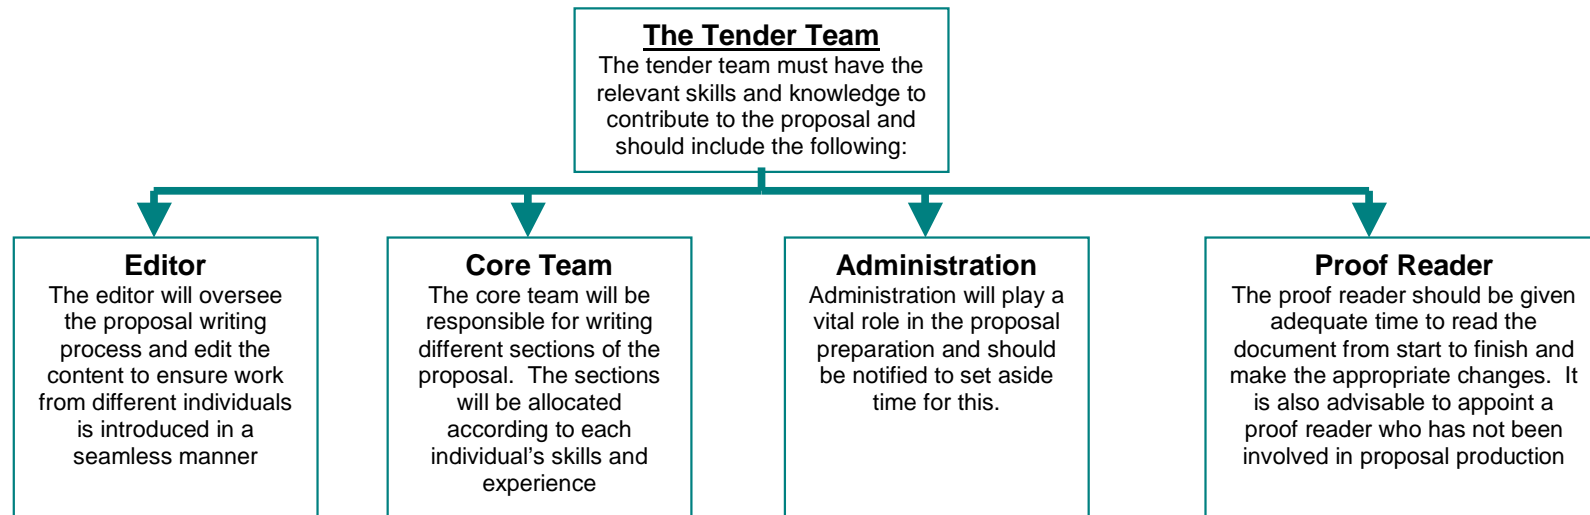 The Tender Team
The tender team must have the
relevant skills and knowledge to
contribute to the proposal and
should include the following:
Editor
The editor will oversee
the proposal writing
process and edit the
content to ensure work
from different individuals
is introduced in a
seamless manner
Core Team
The core team will be
responsible for writing
different sections of the
proposal.  The sections
will be allocated
according to each
individual’s skills and
experience
Administration
Administration will play a
vital role in the proposal
preparation and should
be notified to set aside
time for this.
Proof Reader
The proof reader should be given
adequate time to read the
document from start to finish and
make the appropriate changes.  It
is also advisable to appoint a
proof reader who has not been
involved in proposal production